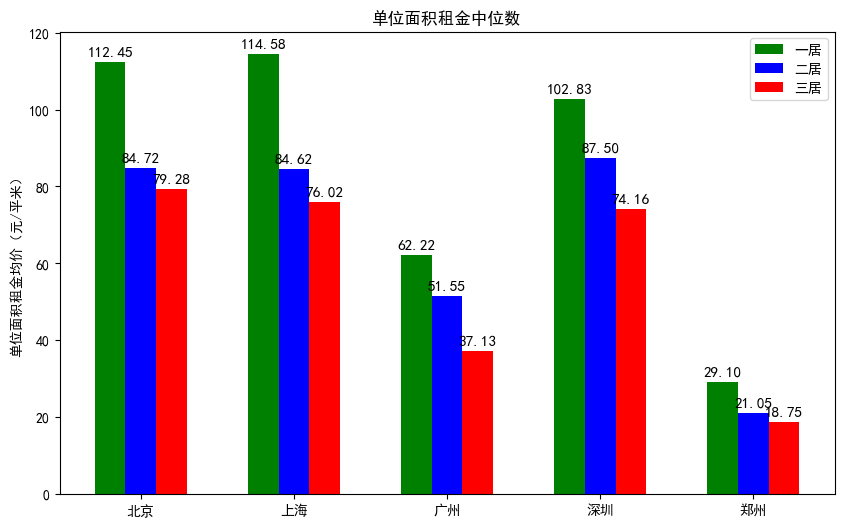 单位面积租金中位数
单位面积租金均价（元/平米）
120
100
80
60
40
20
0
一居
二居
三居
112.45
84.72
79.28
114.58
84.62
76.02
62.22
51.55
37.13
102.83
87.50
74.16
29.10
21.05
18.75
北京
上海
广州
深圳
郑州